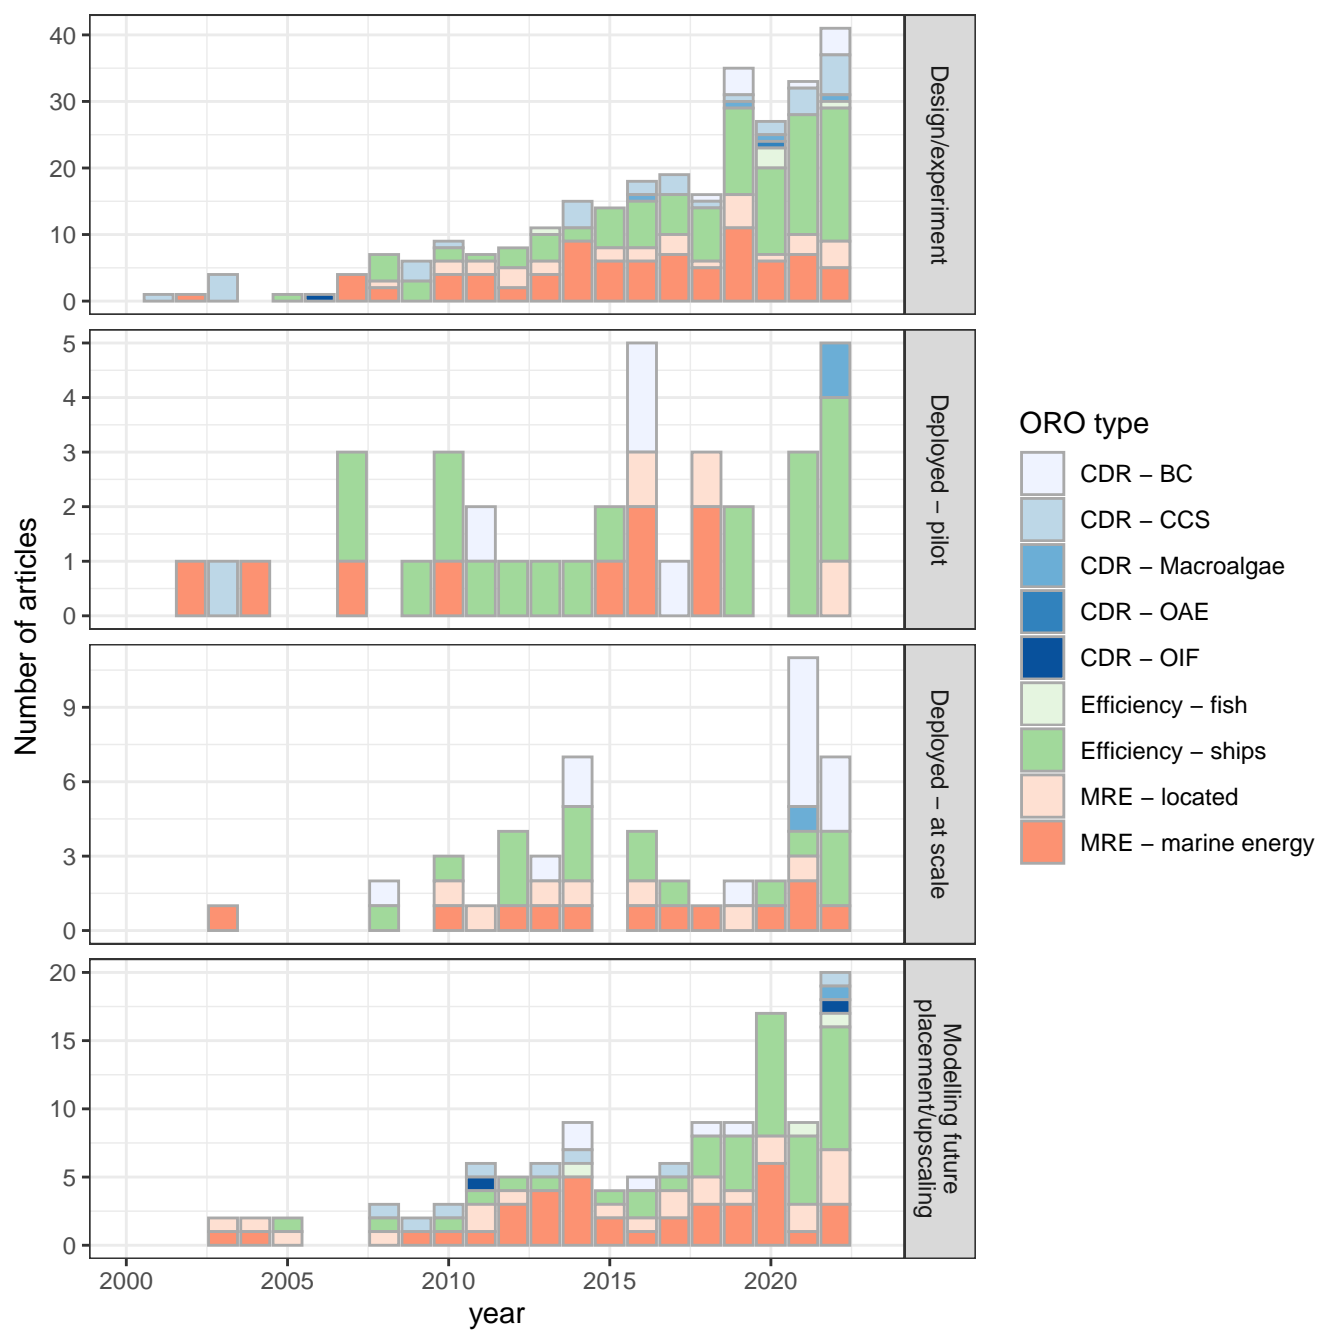 Number of articles
40
30
20
10
0
Design/experiment
5
4
3
2
1
0
Deployed − pilot
9
6
3
0
Deployed − at scale
20
15
10
5
0
Modelling future
placement/upscaling
2000
2005
2010
2015
2020
year
ORO type
CDR − BC
CDR − CCS
CDR − Macroalgae
CDR − OAE
CDR − OIF
Efficiency − fish
Efficiency − ships
MRE − located
MRE − marine energy